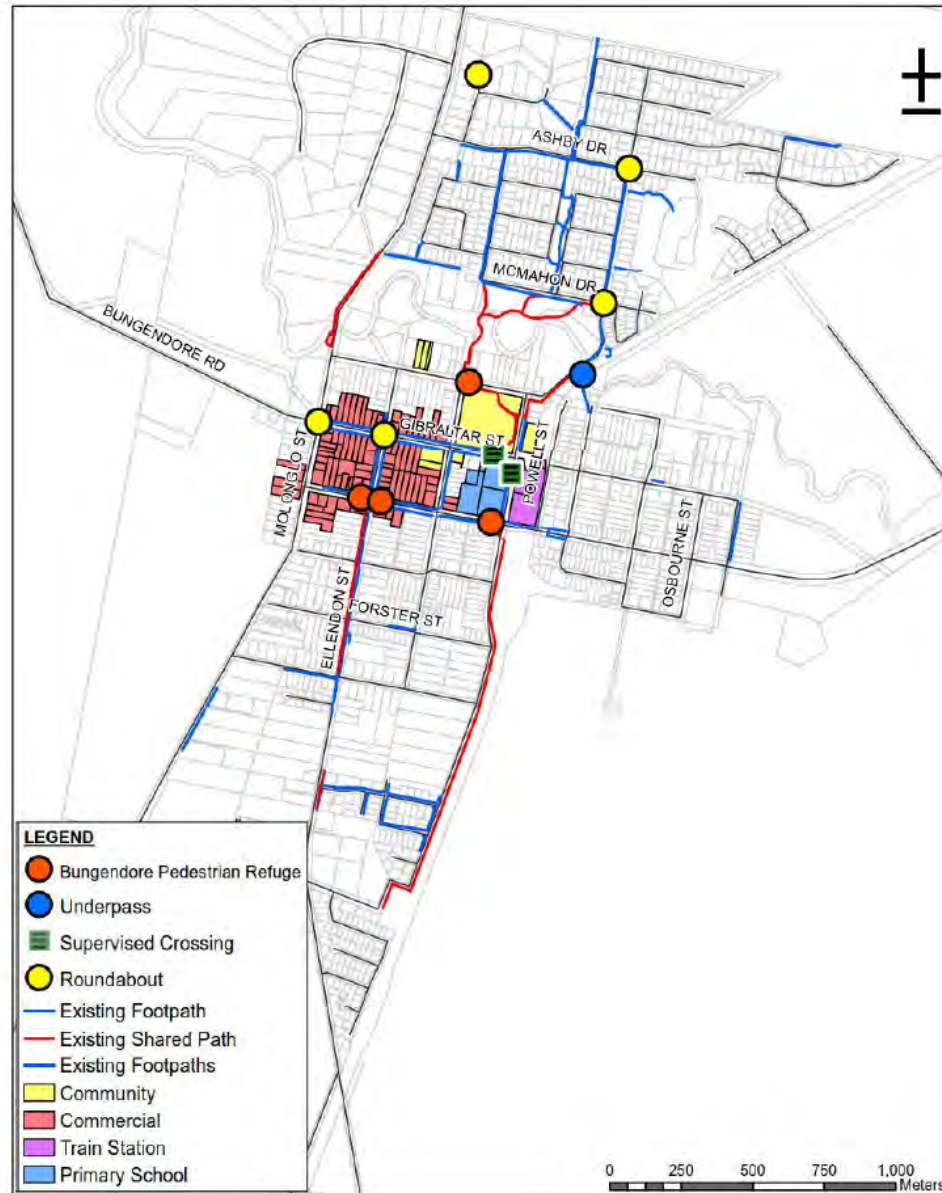 ASHBY DR
MCMAHON DR
BUNGENDORE RD
GIBRALTAR ST
POWELL ST
MOLONGLO ST
OSBOURNE ST
ELLENDON ST
FORSTER ST
LEGEND
Bungendore Pedestrian Refuge
Underpass
Supervised Crossing
Roundabout
Existing Footpath
Existing Shared Path
Existing Footpaths
Community
Commercial
Train Station
Primary School
0 250 500 750 1,000
Meters